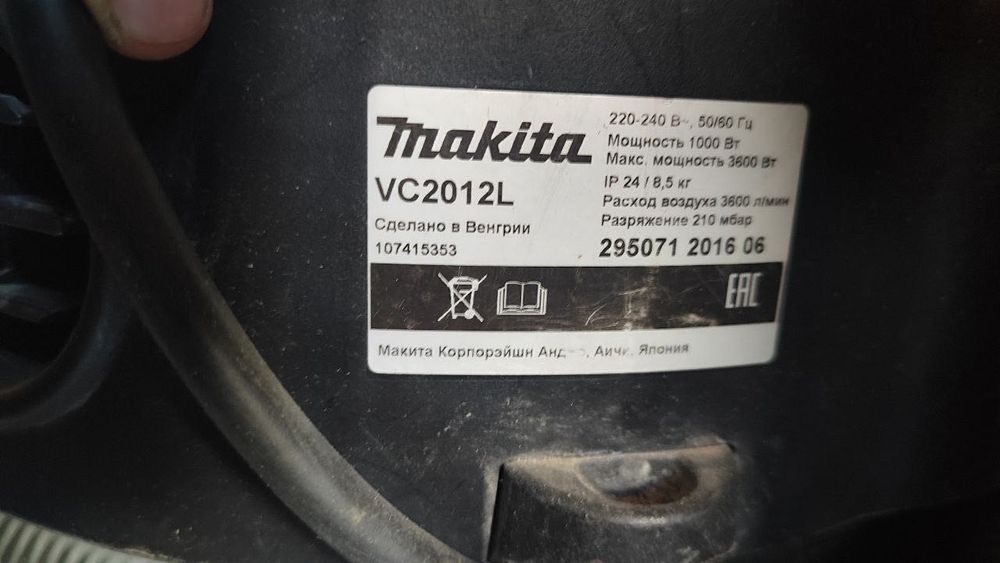 makita
VC2012L
Сделано в Венгрии
107415353
220-240 В~, 50/60 Гц
Мощность 1000 Вт
Макс. мощность 3600 Вт
IP 24 / 8,5 кг
Расход воздуха 3600 л/мин
Разряжение 210 мбар
295071 2016 06
EAC
Макита Корпорэйшн Япония